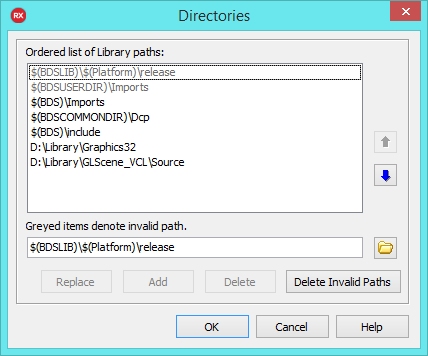 RX
Directories
Ordered list of Library paths:
$(BDSLIB)\$(Platform)\release
$(BDSUSERDIR)\Imports
$(BDS)\Imports
$(BDSCOMMONDIR)\Dcp
$(BDS)\include
D:\Library\Graphics32
D:\Library\GLScene_VCL\Source
Greyed items denote invalid path.
$(BDSLIB)\$(Platform)\release
Replace Add Delete Delete Invalid Paths
OK Cancel Help